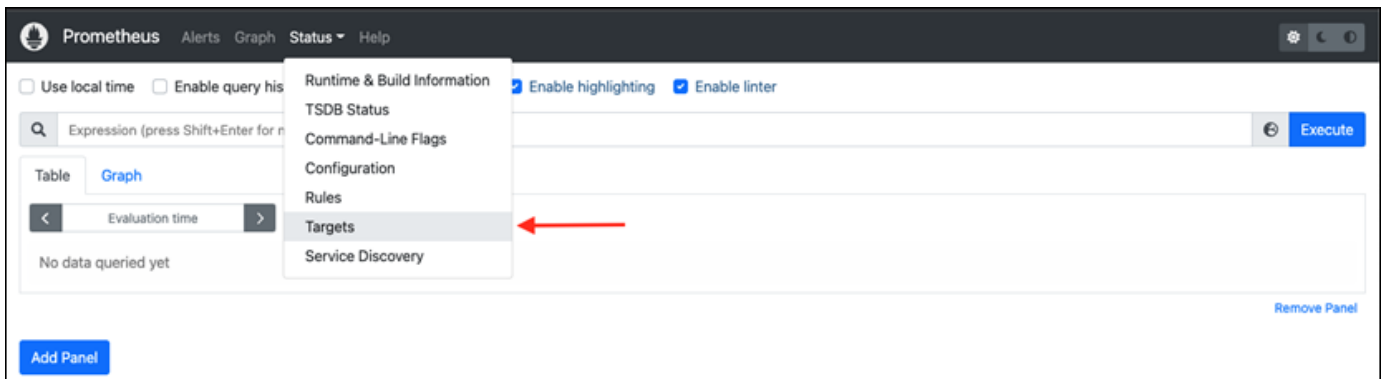 Prometheus Alerts Graph Status Help
Runtime & Build Information
TSDB Status
Command-Line Flags
Configuration
Rules
Targets
Service Discovery
Use local time Enable query his Enable highlighting Enable linter
Expression (press Shift+Enter for n Execute
Table Graph
Evaluation time
No data queried yet
Remove Panel
Add Panel